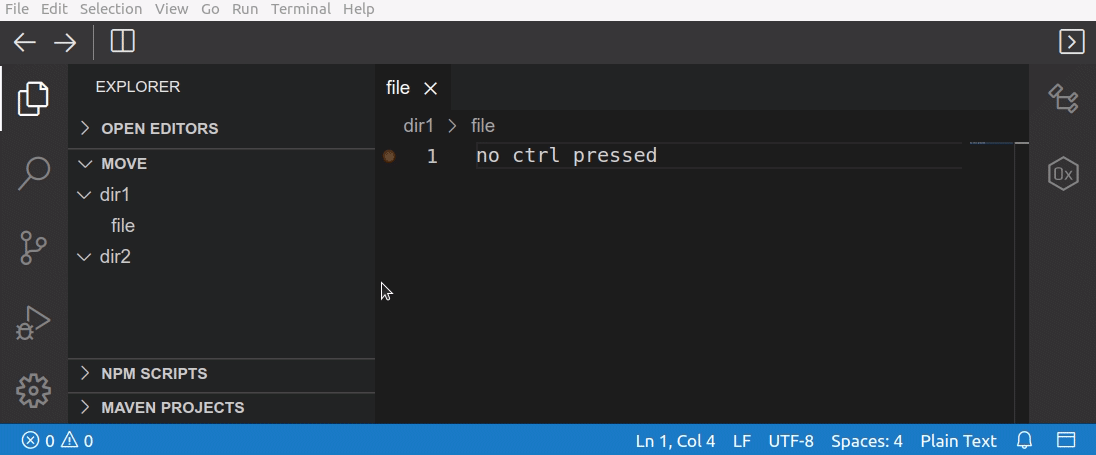 File Edit Selection View Go Run Terminal Help
EXPLORER
OPEN EDITORS
MOVE
dir1
file
dir2
NPM SCRIPTS
MAVEN PROJECTS
file
dir1 > file
1 no ctrl pressed
0x
0 0 Ln 1, Col 4 LF UTF-8 Spaces: 4 Plain Text